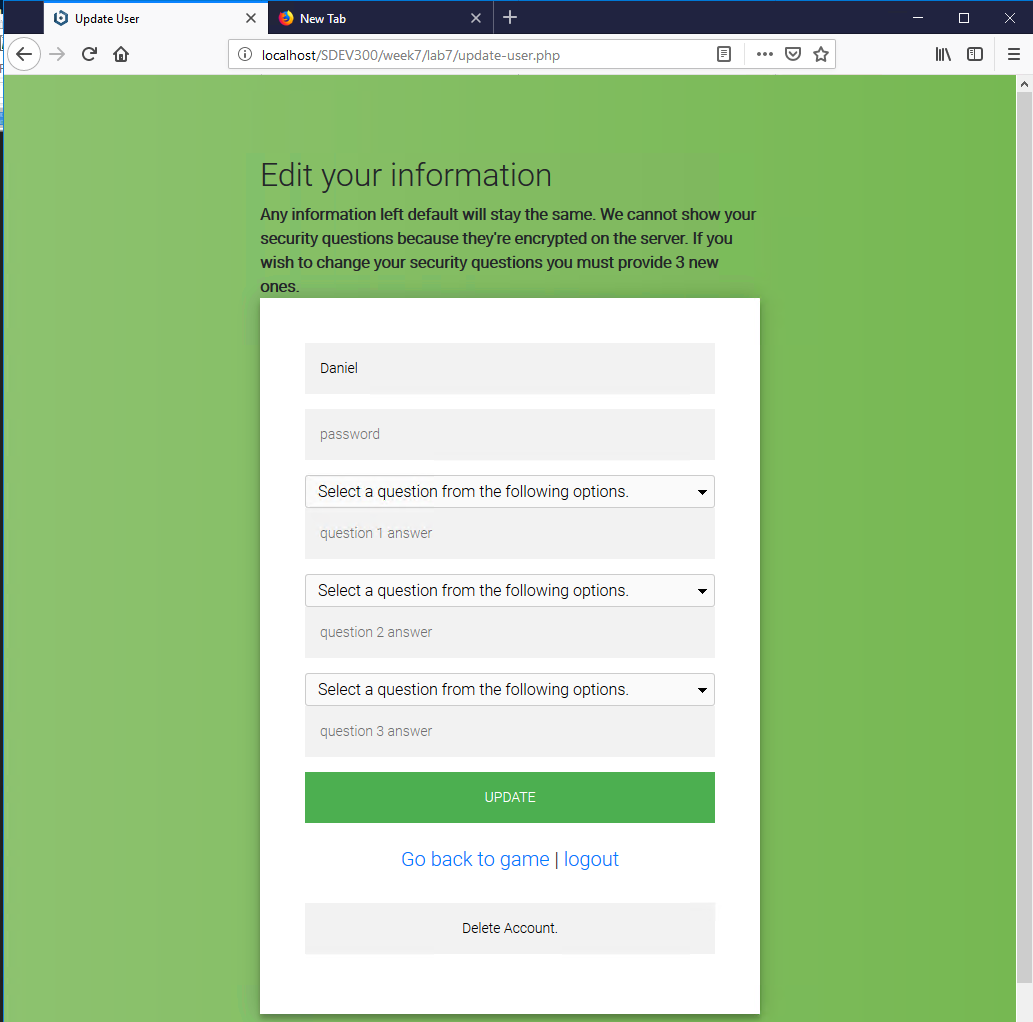 Update User
New Tab
localhost/SDEV300/week7/lab7/update-user.php
Edit your information
Any information left default will stay the same. We cannot show your
security questions because they're encrypted on the server. If you
wish to change your security questions you must provide 3 new
ones.
Daniel
password
Select a question from the following options.
question 1 answer
Select a question from the following options.
question 2 answer
Select a question from the following options.
question 3 answer
UPDATE
Go back to game | logout
Delete Account.